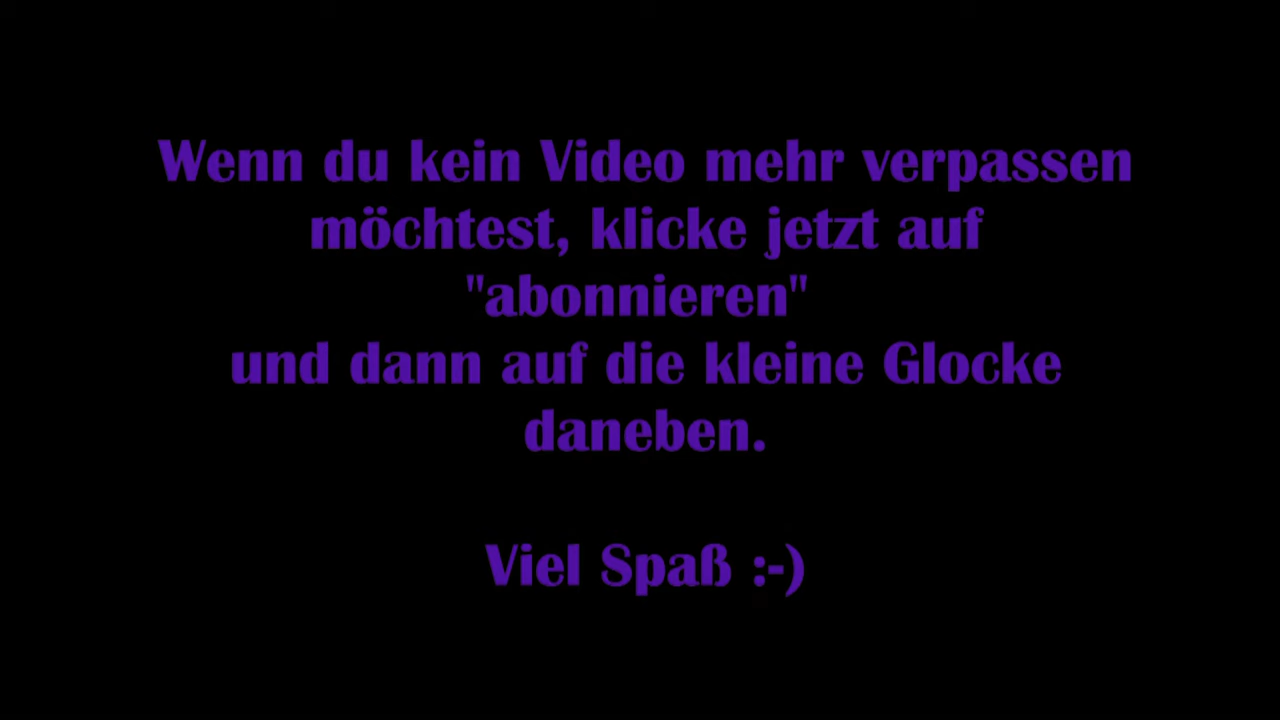 Wenn du kein Video mehr verpassen
möchtest, klicke jetzt auf
"abonnieren"
und dann auf die kleine Glocke
daneben.
Viel Spaß :-)